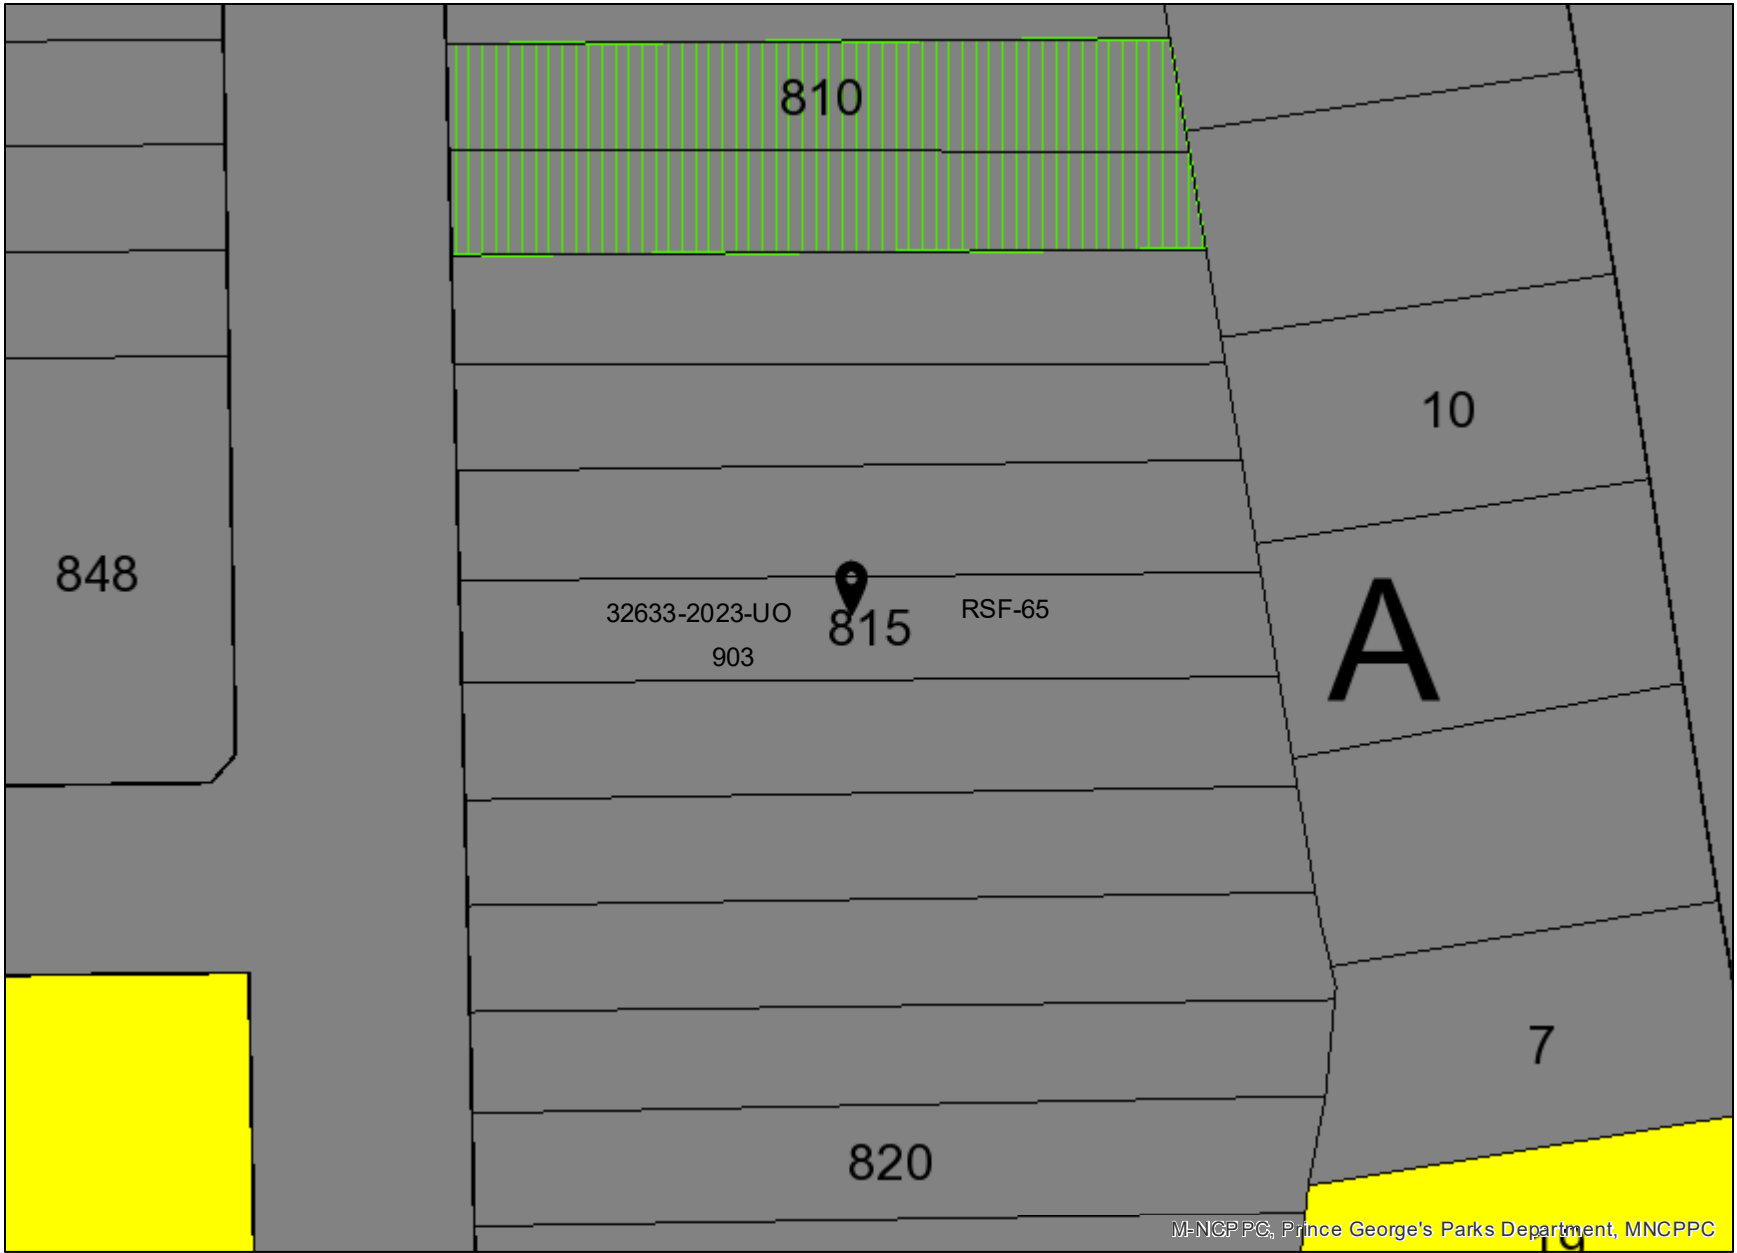 810
10
848
A
32633-2023-UO
815
RSF-65
903
7
820
M-NCPPC, Prince George's Parks Department, MNCPPC